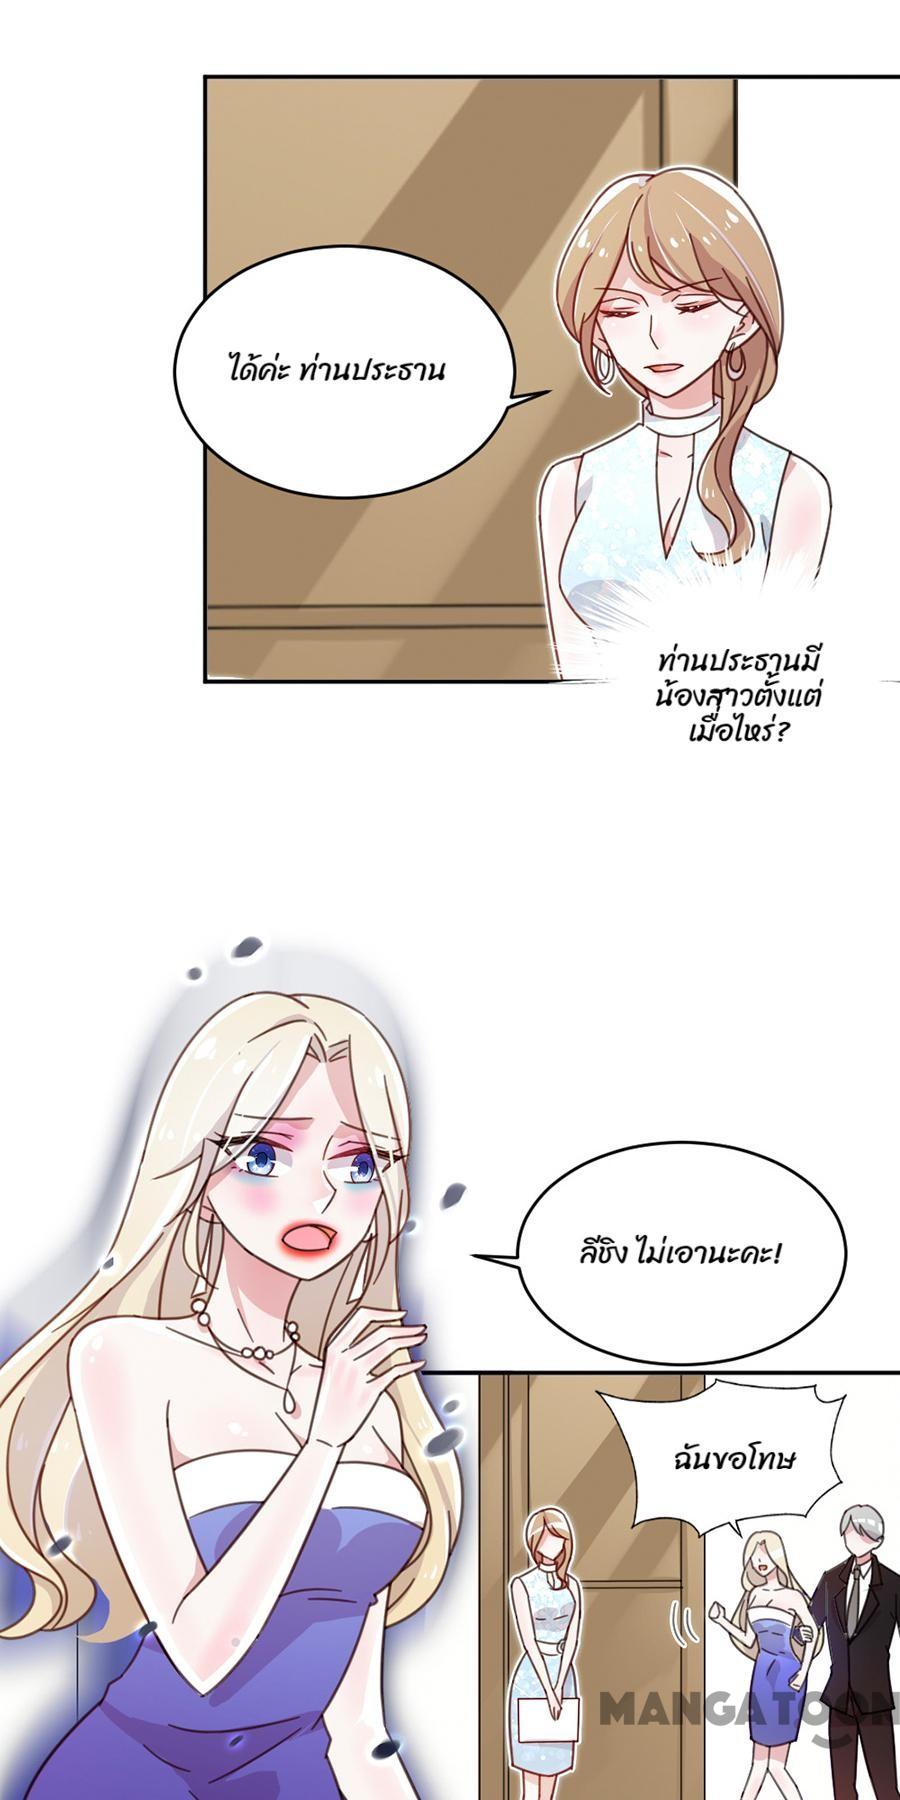 ได้ค่ะ ท่านประธาน
ท่านประธานมี
น้องสาวตั้งแต่
เมื่อไหร่?
ลีชิง ไม่เอานะคะ!
ฉันขอโทษ
MANGATOON